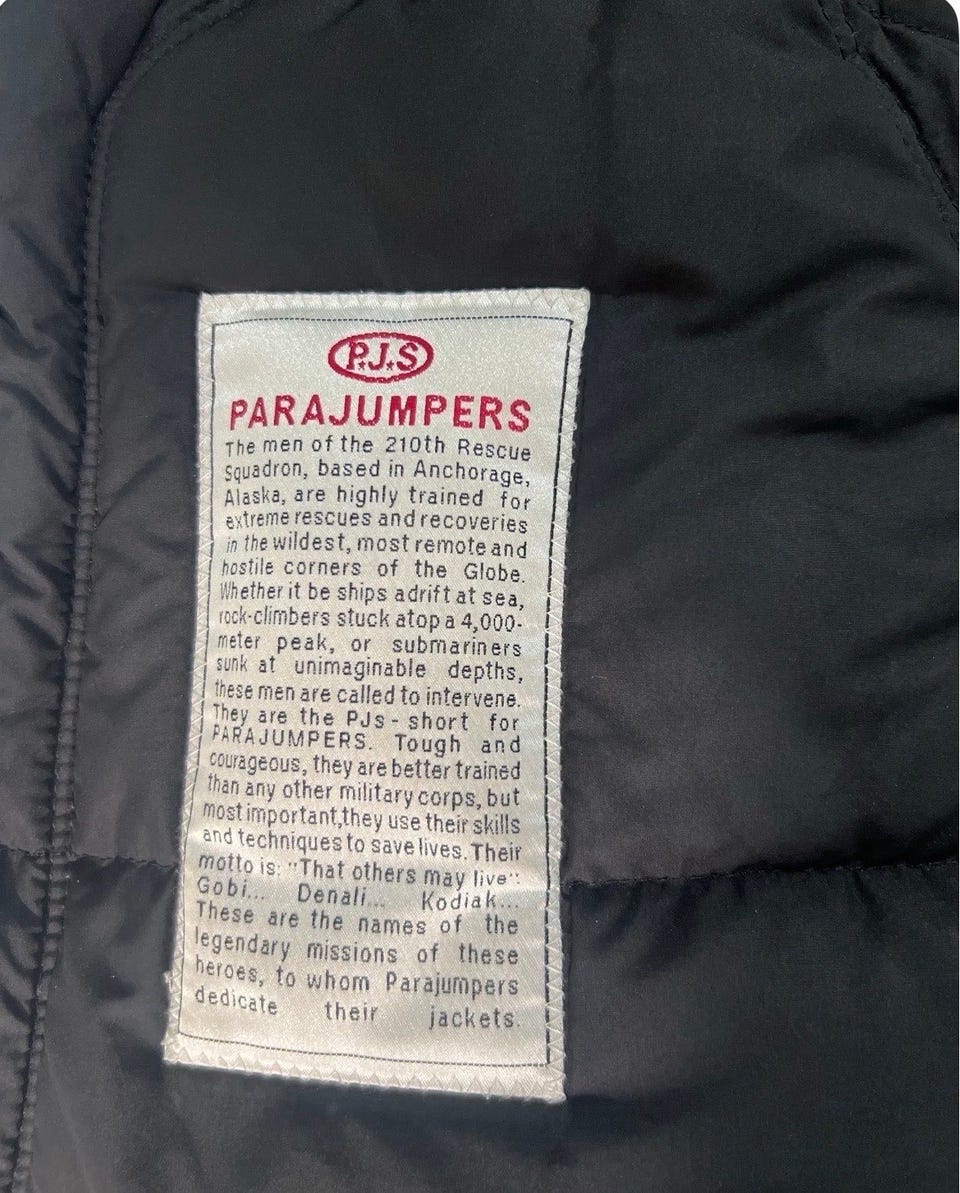 P.J.S
PARAJUMPERS
The men of the 210th Rescue
Squadron, based in Anchorage,
Alaska, are highly trained for
extreme rescues and recoveries
in the wildest, most remote and
hostile corners of the Globe.
Whether it be ships adrift at sea,
rock-climbers stuck atop a 4,000-
meter peak, or submariners
sunk at unimaginable depths,
these men are called to intervene.
They are the PJs - short for
PARAJUMPERS. Tough and
courageous, they are better trained
than any other military corps, but
most important,they use their skills
and techniques to save lives. Their
motto is: "That others may live".
Gobi... Denali... Kodiak...
These are the names of the
legendary missions of these
heroes, to whom Parajumpers
dedicate their jackets.